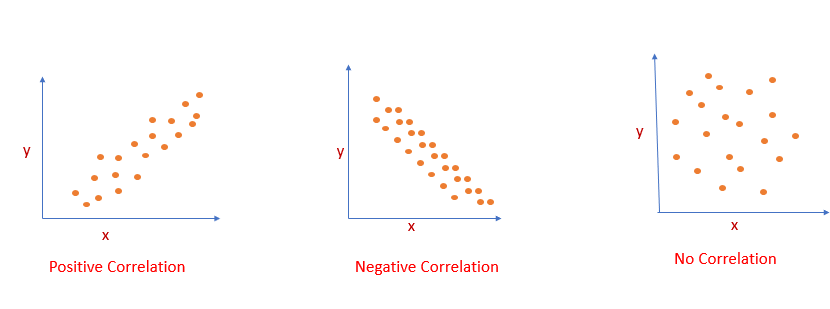 y
x
Positive Correlation
y
x
Negative Correlation
y
x
No Correlation